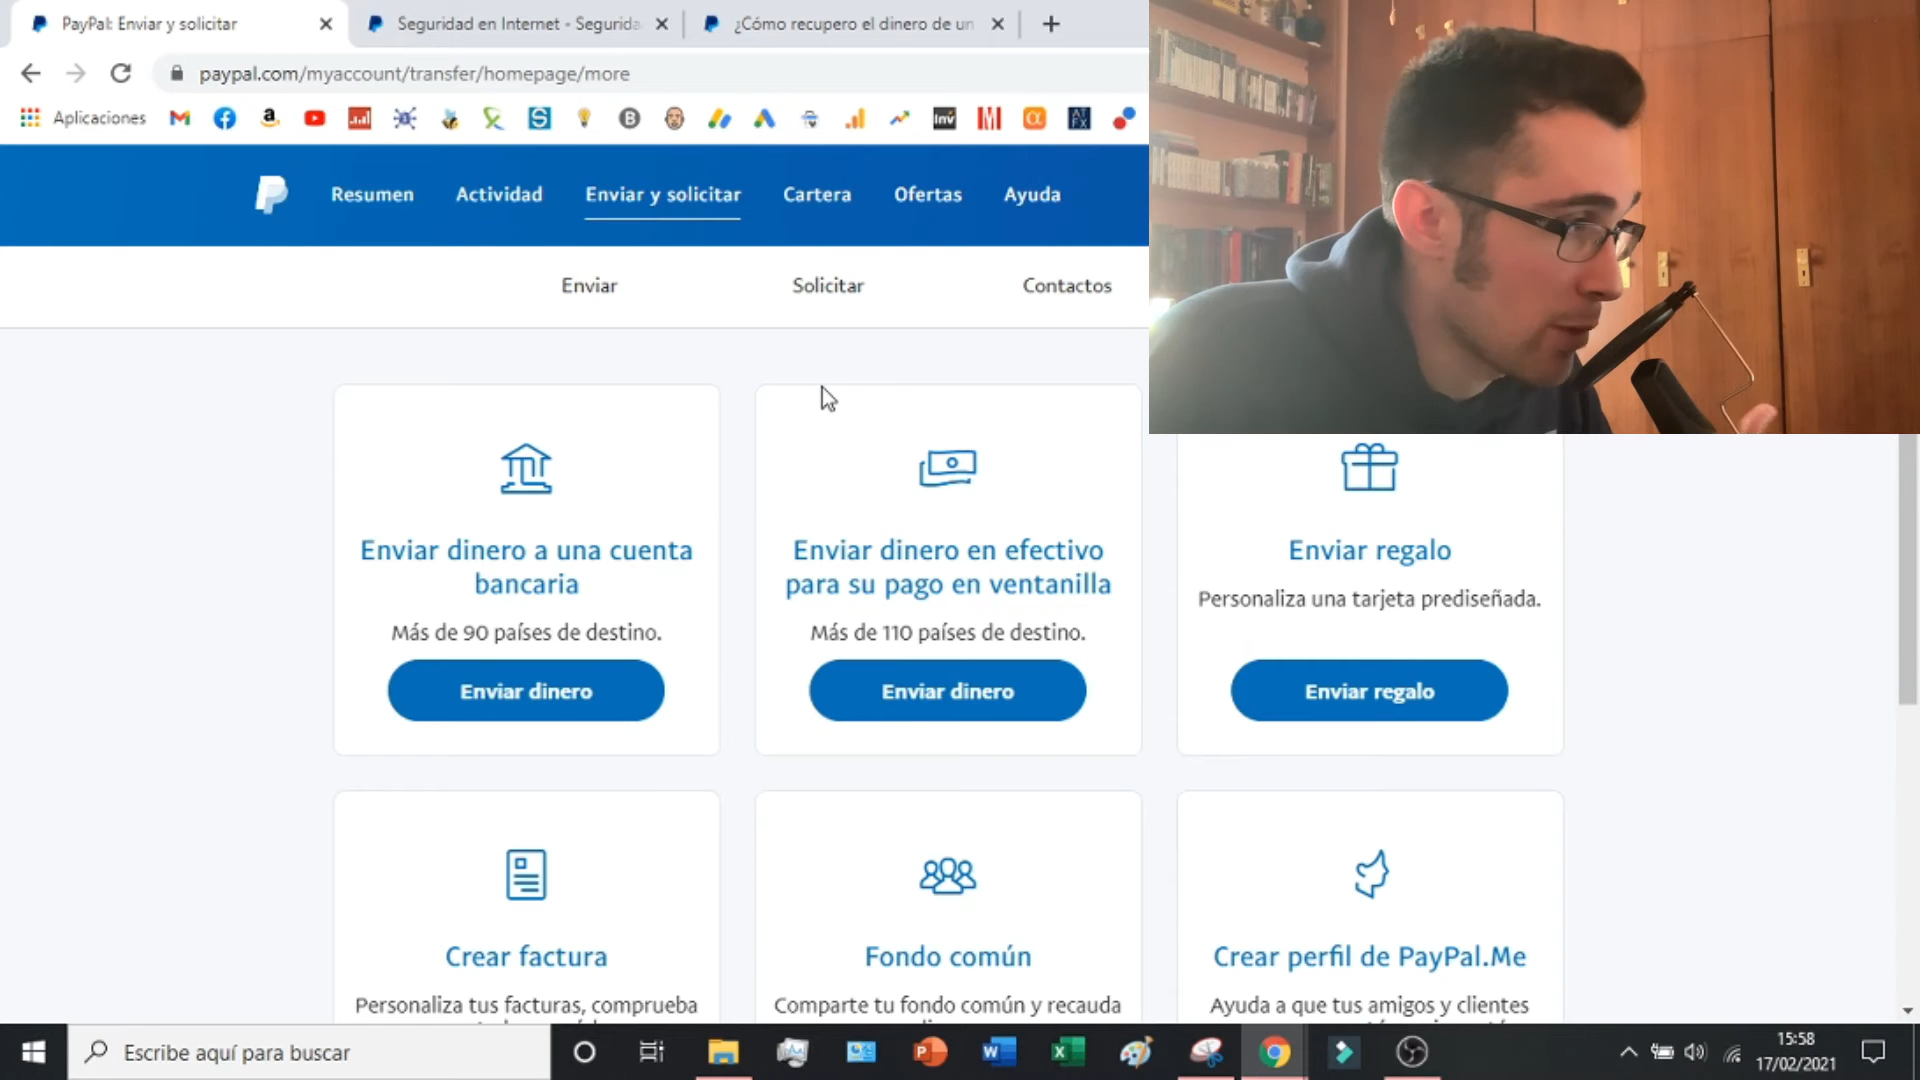 PayPal: Enviar y solicitar
Seguridad en Internet - Segurida
¿Cómo recupero el dinero de un
paypal.com/myaccount/transfer/homepage/more
Aplicaciones
Resumen
Actividad
Enviar y solicitar
Cartera
Ofertas
Ayuda
Enviar
Solicitar
Contactos
Enviar dinero a una cuenta
bancaria
Más de 90 países de destino.
Enviar dinero
Enviar dinero en efectivo
para su pago en ventanilla
Más de 110 países de destino.
Enviar dinero
Enviar regalo
Personaliza una tarjeta prediseñada.
Enviar regalo
Crear factura
Personaliza tus facturas, comprueba
Fondo común
Comparte tu fondo común y recauda
Crear perfil de PayPal.Me
Ayuda a que tus amigos y clientes
Escribe aquí para buscar
15:58
17/02/2021